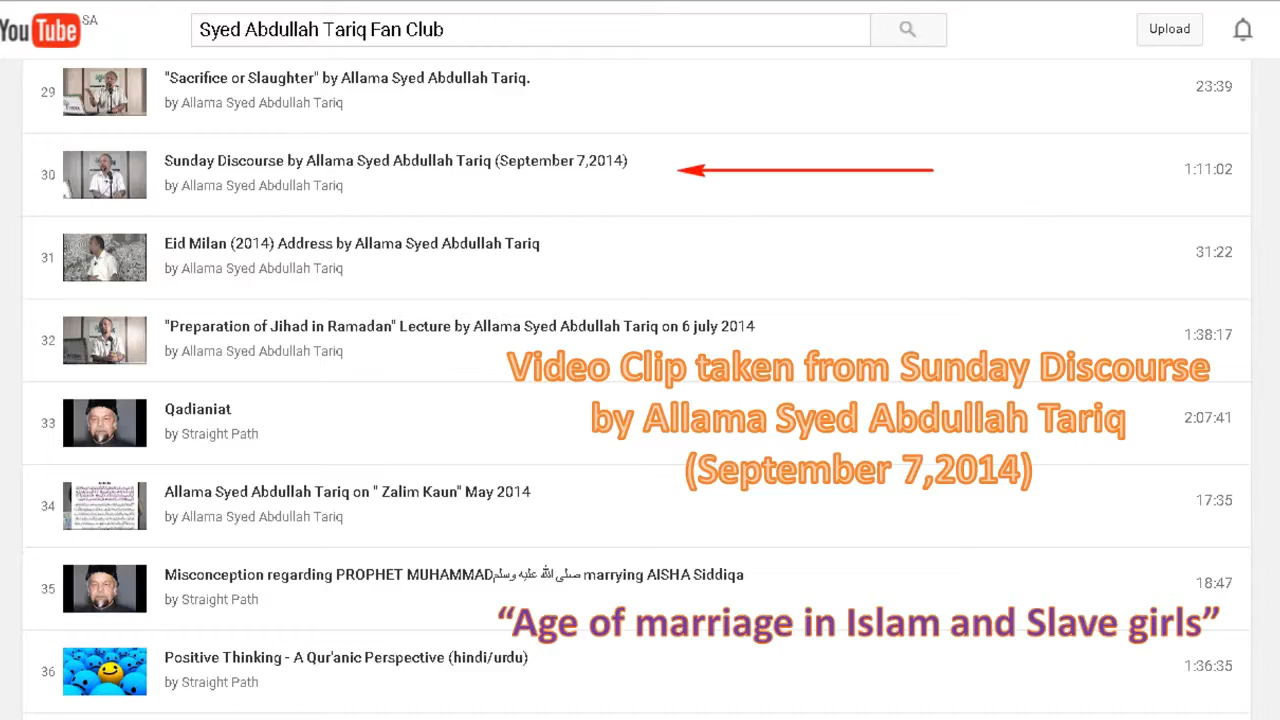 YouTube SA
Syed Abdullah Tariq Fan Club
Upload
29
"Sacrifice or Slaughter" by Allama Syed Abdullah Tariq.
by Allama Syed Abdullah Tariq
23:39
30
Sunday Discourse by Allama Syed Abdullah Tariq (September 7,2014)
by Allama Syed Abdullah Tariq
1:11:02
31
Eid Milan (2014) Address by Allama Syed Abdullah Tariq
by Allama Syed Abdullah Tariq
31:22
32
"Preparation of Jihad in Ramadan" Lecture by Allama Syed Abdullah Tariq on 6 july 2014
by Allama Syed Abdullah Tariq
1:38:17
Video Clip taken from Sunday Discourse
by Allama Syed Abdullah Tariq
(September 7,2014)
33
Qadianiat
by Straight Path
2:07:41
34
Allama Syed Abdullah Tariq on " Zalim Kaun" May 2014
by Allama Syed Abdullah Tariq
17:35
35
Misconception regarding PROPHET MUHAMMADصلى الله عليه وسلم marrying AISHA Siddiqa
by Straight Path
18:47
“Age of marriage in Islam and Slave girls”
36
Positive Thinking - A Qur'anic Perspective (hindi/urdu)
by Straight Path
1:36:35